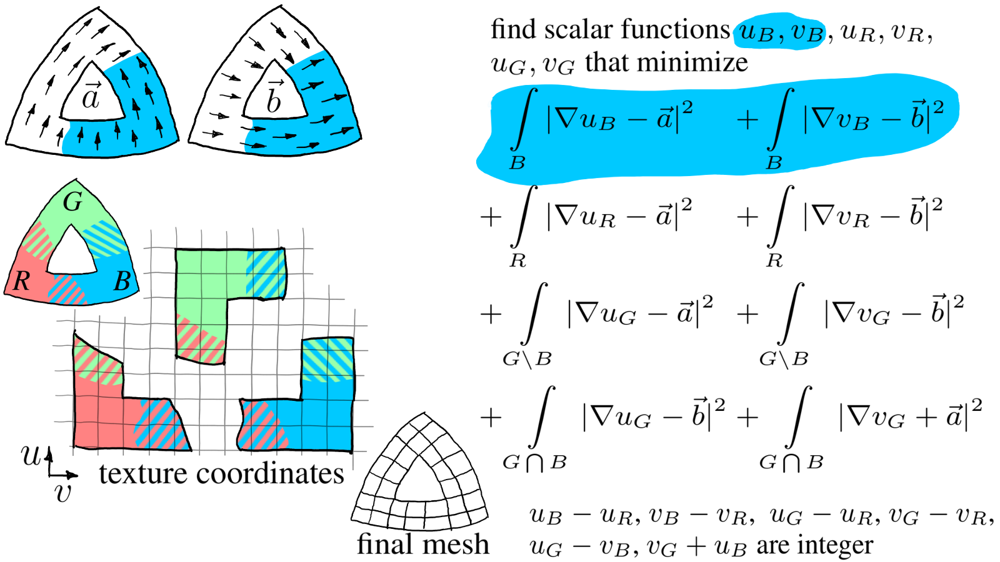 find scalar functions u_B, v_B, u_R, v_R,
u_G, v_G that minimize
∫_B |∇u_B − a⃗|² + ∫_B |∇v_B − b⃗|²
+ ∫_R |∇u_R − a⃗|² + ∫_R |∇v_R − b⃗|²
+ ∫_{G\B} |∇u_G − a⃗|² + ∫_{G\B} |∇v_G − b⃗|²
+ ∫_{G⋂B} |∇u_G − b⃗|² + ∫_{G⋂B} |∇v_G + a⃗|²
u_B − u_R, v_B − v_R, u_G − u_R, v_G − v_R,
u_G − v_B, v_G + u_B are integer
a⃗
b⃗
G
R
B
u
v
texture coordinates
final mesh